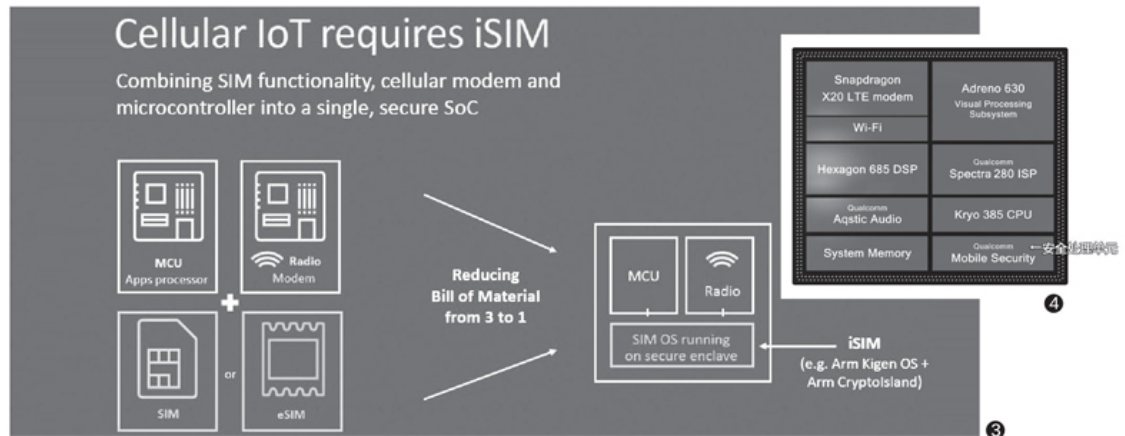 Cellular IoT requires iSIM
Combining SIM functionality, cellular modem and
microcontroller into a single, secure SoC
MCU
Apps processor
Radio
Modem
SIM
or
eSIM
Reducing
Bill of Material
from 3 to 1
MCU
Radio
SIM OS running
on secure enclave
iSIM
(e.g. Arm Kigen OS +
Arm CryptoIsland)
❸
Snapdragon
X20 LTE modem
Wi-Fi
Adreno 630
Visual Processing
Subsystem
Hexagon 685 DSP
Qualcomm
Spectra 280 ISP
Qualcomm
Aqstic Audio
Kryo 385 CPU
System Memory
Qualcomm
Mobile Security
←安全处理单元
❹